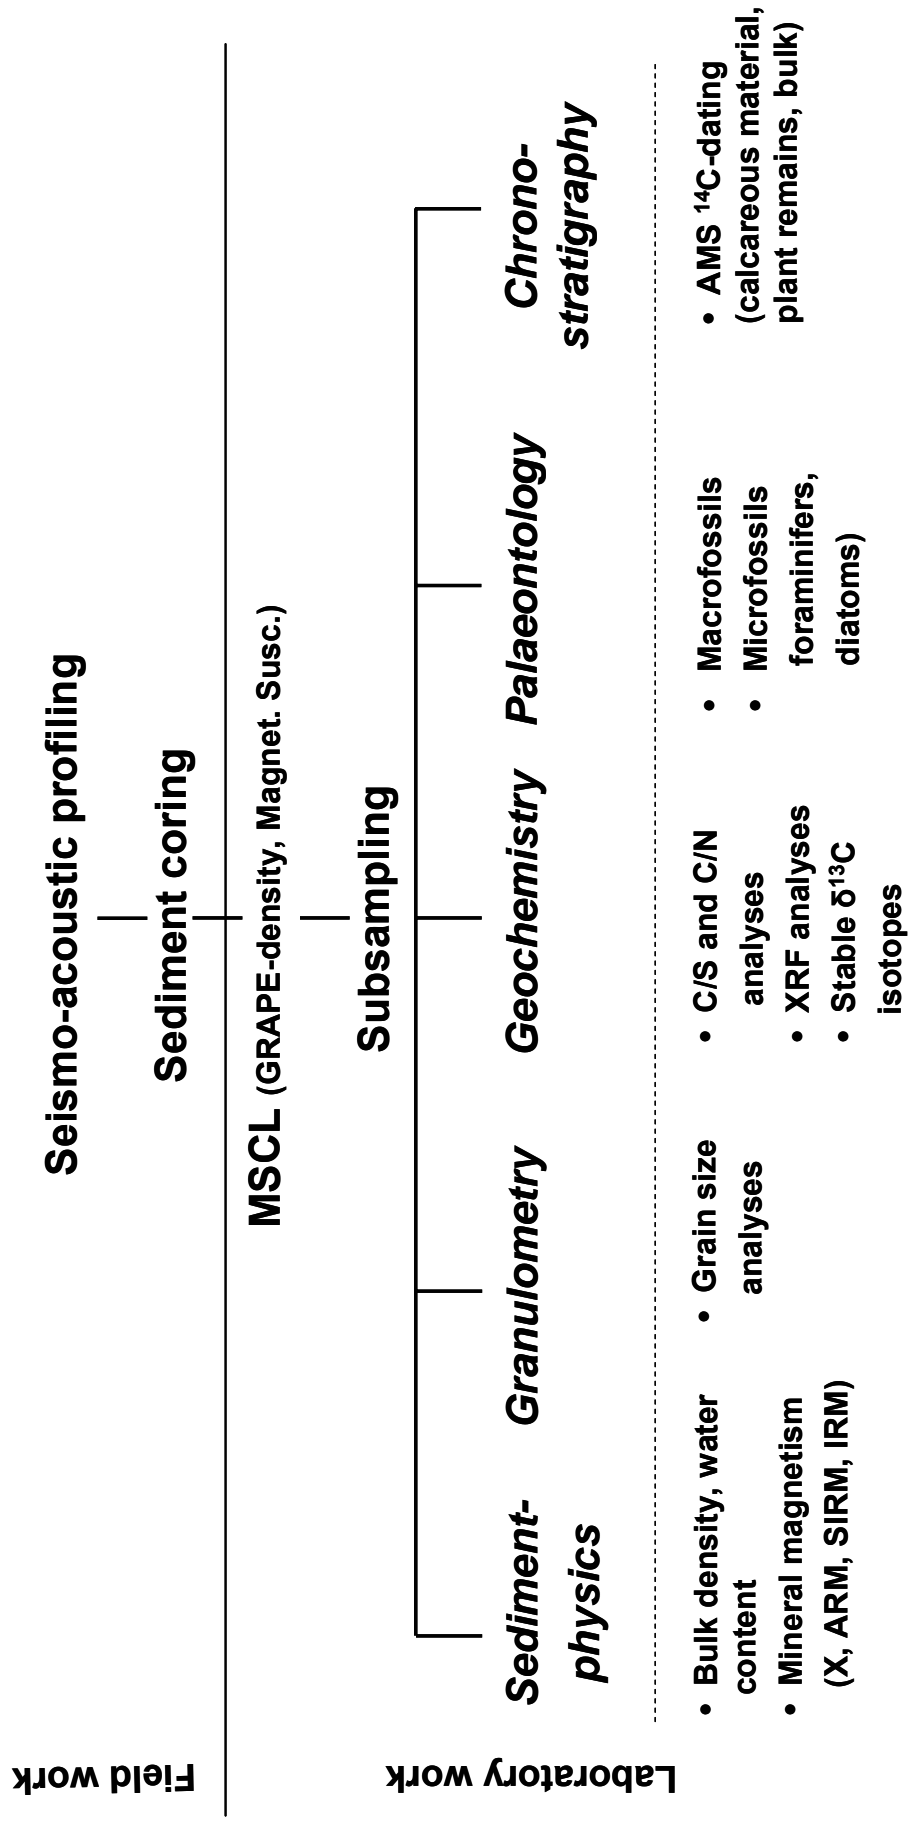 Field work
Seismo-acoustic profiling
Sediment coring
Laboratory work
MSCL (GRAPE-density, Magnet. Susc.)
Subsampling
Sediment-
physics
Granulometry
Geochemistry
Palaeontology
Chrono-
stratigraphy
• Bulk density, water
content
• Mineral magnetism
(X, ARM, SIRM, IRM)
• Grain size
analyses
• C/S and C/N
analyses
• XRF analyses
• Stable δ¹³C
isotopes
• Macrofossils
• Microfossils
foraminifers,
diatoms)
• AMS ¹⁴C-dating
(calcareous material,
plant remains, bulk)